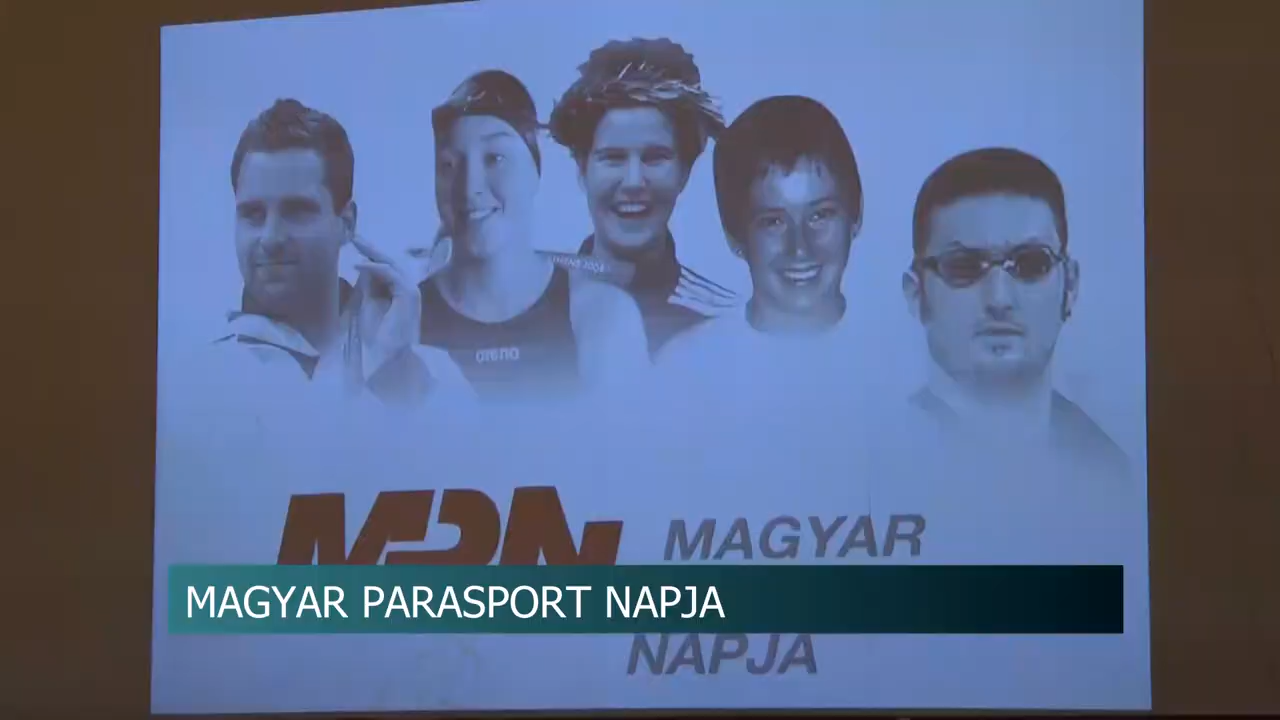 ATHENS 2004
arena
MPN
MAGYAR
MAGYAR PARASPORT NAPJA
NAPJA